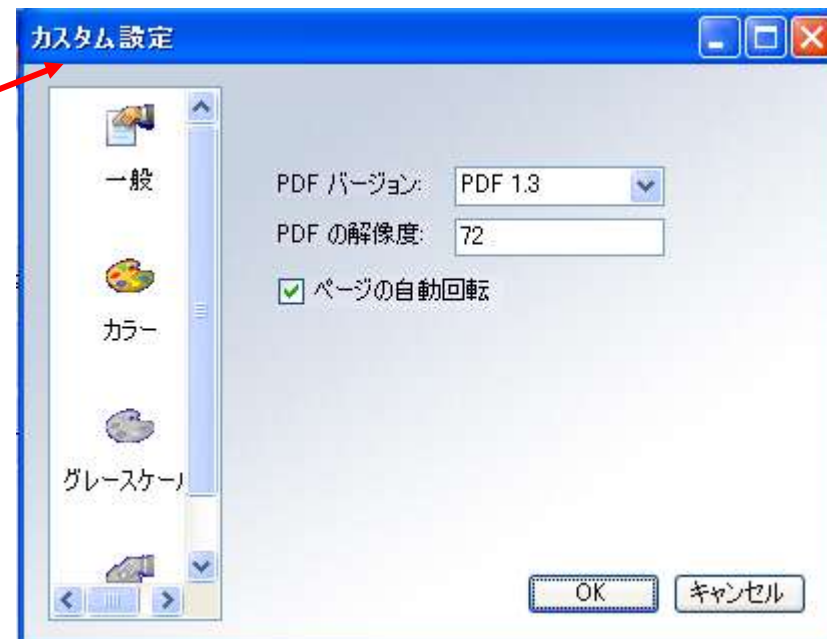 カスタム設定
一般
カラー
グレースケール
PDF バージョン: PDF 1.3
PDF の解像度: 72
ページの自動回転
OK キャンセル